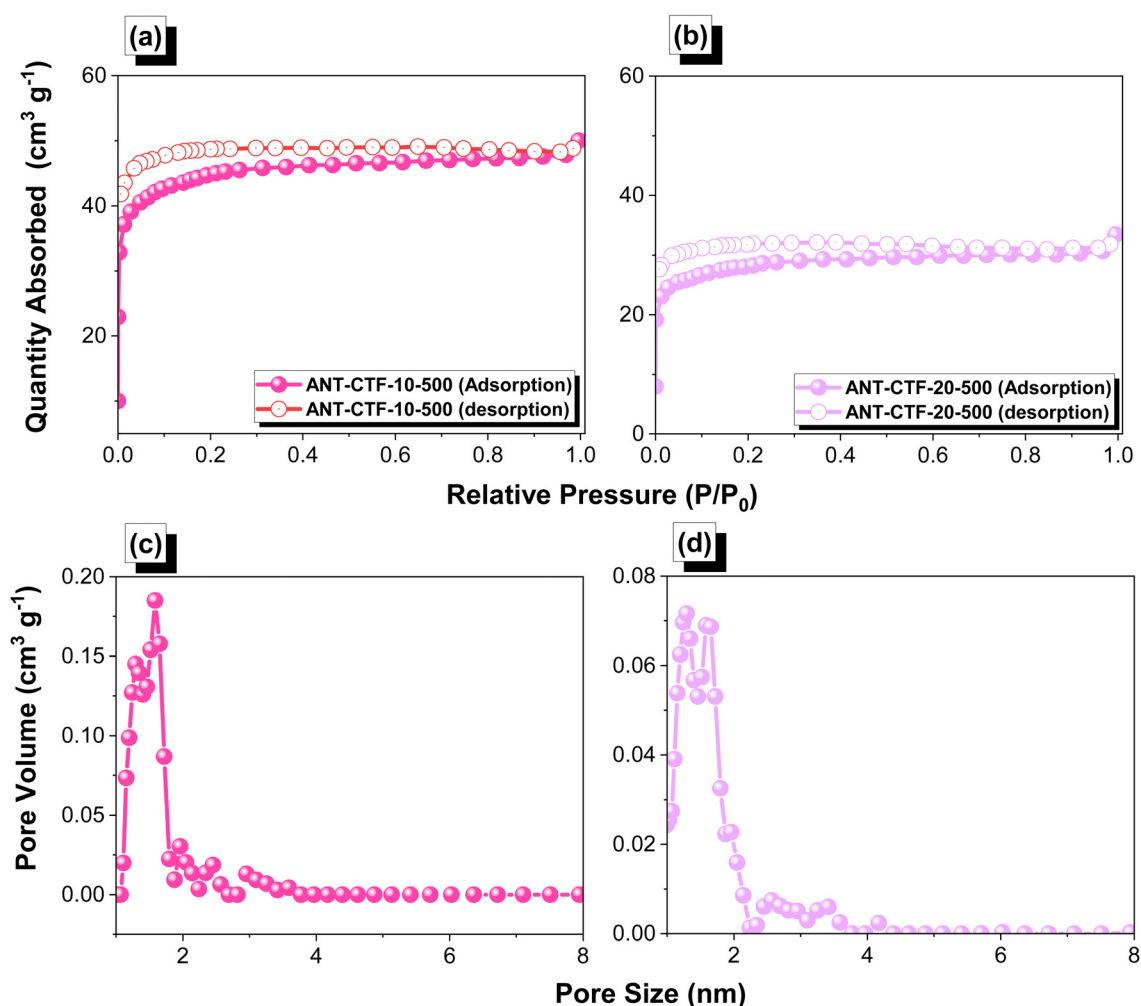 (a)
(b)
Quantity Absorbed (cm³ g⁻¹)
60
40
20
ANT-CTF-10-500 (Adsorption)
ANT-CTF-10-500 (desorption)
0.0 0.2 0.4 0.6 0.8 1.0
60
40
20
0
ANT-CTF-20-500 (Adsorption)
ANT-CTF-20-500 (desorption)
0.0 0.2 0.4 0.6 0.8 1.0
Relative Pressure (P/P₀)
(c)
(d)
Pore Volume (cm³ g⁻¹)
0.20
0.15
0.10
0.05
0.00
2 4 6 8
0.08
0.06
0.04
0.02
0.00
2 4 6 8
Pore Size (nm)